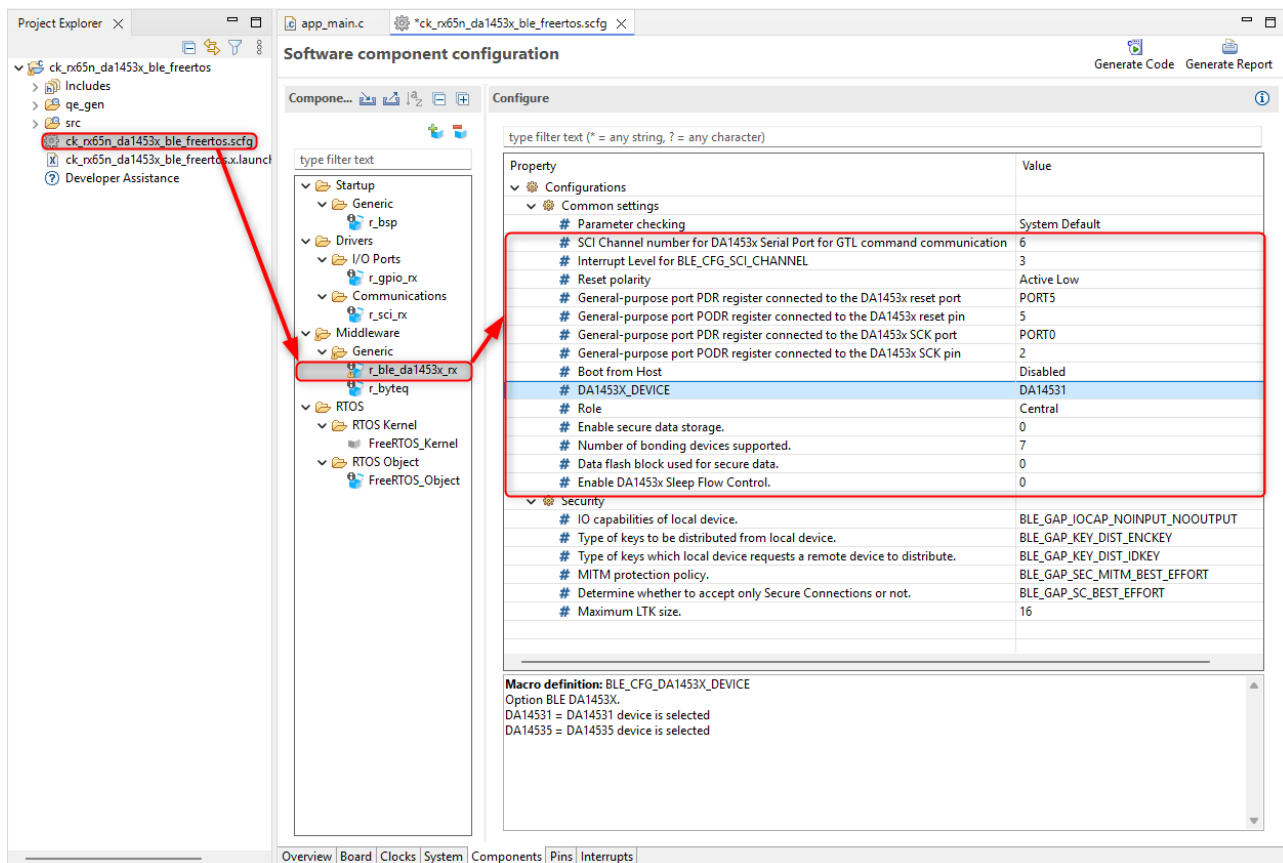 Project Explorer
ck_rx65n_da1453x_ble_freertos
Includes
qe_gen
src
ck_rx65n_da1453x_ble_freertos.scfg
ck_rx65n_da1453x_ble_freertos.x.launch
Developer Assistance
app_main.c
*ck_rx65n_da1453x_ble_freertos.scfg
Software component configuration
Generate Code
Generate Report
Compone...
type filter text
Startup
Generic
r_bsp
Drivers
I/O Ports
r_gpio_rx
Communications
r_sci_rx
Middleware
Generic
r_ble_da1453x_rx
r_byteq
RTOS
RTOS Kernel
FreeRTOS_Kernel
RTOS Object
FreeRTOS_Object
Configure
type filter text (* = any string, ? = any character)
Property Value
Configurations
Common settings
# Parameter checking System Default
# SCI Channel number for DA1453x Serial Port for GTL command communication 6
# Interrupt Level for BLE_CFG_SCI_CHANNEL 3
# Reset polarity Active Low
# General-purpose port PDR register connected to the DA1453x reset port PORT5
# General-purpose port PODR register connected to the DA1453x reset pin 5
# General-purpose port PDR register connected to the DA1453x SCK port PORT0
# General-purpose port PODR register connected to the DA1453x SCK pin 2
# Boot from Host Disabled
# DA1453X_DEVICE DA14531
# Role Central
# Enable secure data storage. 0
# Number of bonding devices supported. 7
# Data flash block used for secure data. 0
# Enable DA1453x Sleep Flow Control. 0
Security
# IO capabilities of local device. BLE_GAP_IOCAP_NOINPUT_NOOUTPUT
# Type of keys to be distributed from local device. BLE_GAP_KEY_DIST_ENCKEY
# Type of keys which local device requests a remote device to distribute. BLE_GAP_KEY_DIST_IDKEY
# MITM protection policy. BLE_GAP_SEC_MITM_BEST_EFFORT
# Determine whether to accept only Secure Connections or not. BLE_GAP_SC_BEST_EFFORT
# Maximum LTK size. 16
Macro definition: BLE_CFG_DA1453X_DEVICE
Option BLE DA1453X.
DA14531 = DA14531 device is selected
DA14535 = DA14535 device is selected
Overview Board Clocks System Components Pins Interrupts